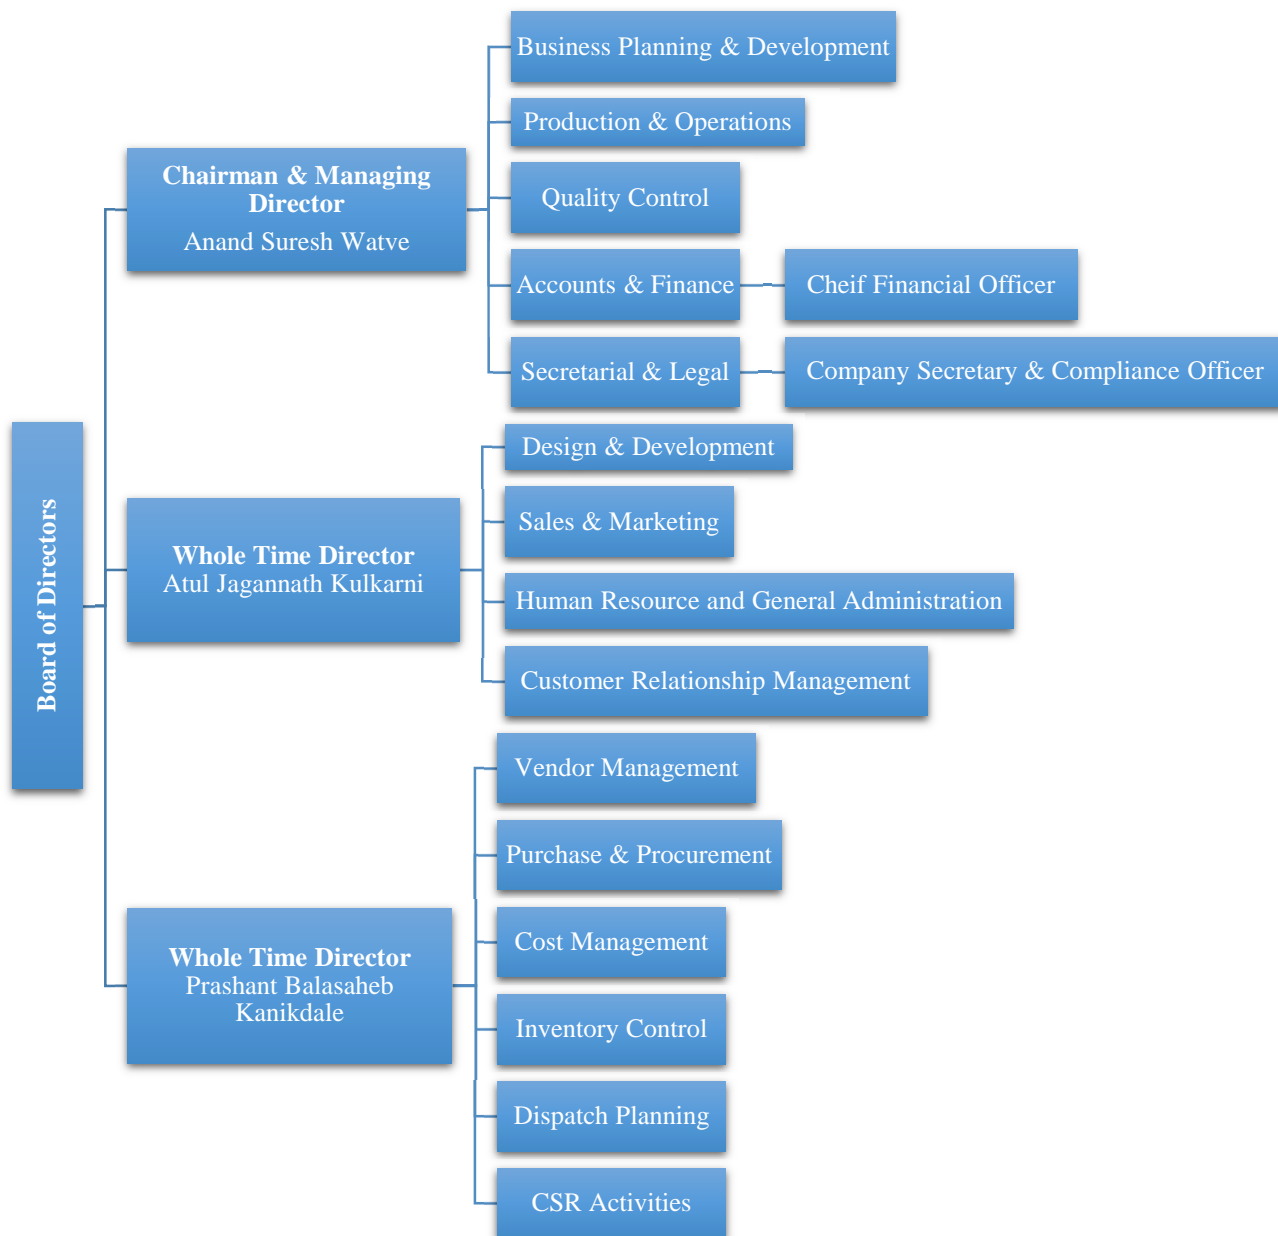 Board of Directors
Chairman & Managing
Director
Anand Suresh Watve
Business Planning & Development
Production & Operations
Quality Control
Accounts & Finance
Cheif Financial Officer
Secretarial & Legal
Company Secretary & Compliance Officer
Whole Time Director
Atul Jagannath Kulkarni
Design & Development
Sales & Marketing
Human Resource and General Administration
Customer Relationship Management
Whole Time Director
Prashant Balasaheb
Kanikdale
Vendor Management
Purchase & Procurement
Cost Management
Inventory Control
Dispatch Planning
CSR Activities